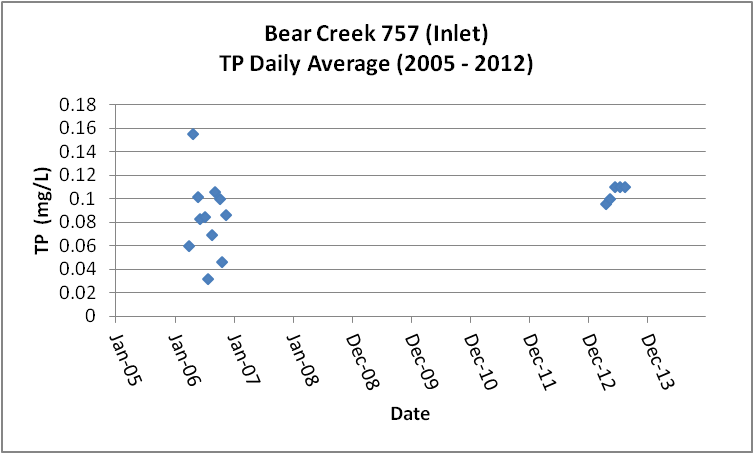 Bear Creek 757 (Inlet)
TP Daily Average (2005 - 2012)
TP (mg/L)
0.18
0.16
0.14
0.12
0.1
0.08
0.06
0.04
0.02
0
Jan-05
Jan-06
Jan-07
Jan-08
Dec-08
Dec-09
Dec-10
Dec-11
Dec-12
Dec-13
Date